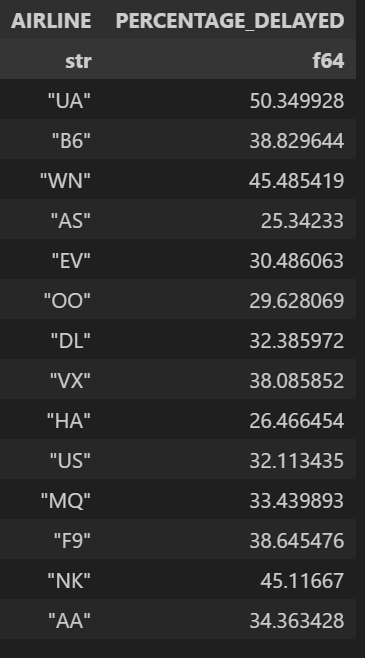 AIRLINE PERCENTAGE_DELAYED
str f64
"UA" 50.349928
"B6" 38.829644
"WN" 45.485419
"AS" 25.34233
"EV" 30.486063
"OO" 29.628069
"DL" 32.385972
"VX" 38.085852
"HA" 26.466454
"US" 32.113435
"MQ" 33.439893
"F9" 38.645476
"NK" 45.11667
"AA" 34.363428